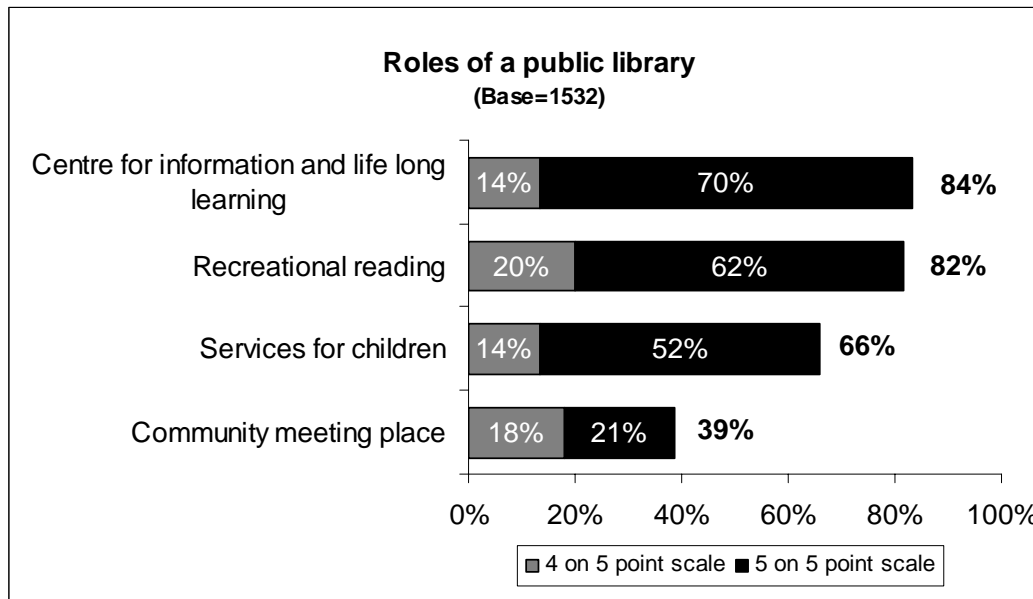 Roles of a public library
(Base=1532)
Centre for information and life long
learning
14% 70% 84%
Recreational reading
20% 62% 82%
Services for children
14% 52% 66%
Community meeting place
18% 21% 39%
0% 20% 40% 60% 80% 100%
4 on 5 point scale 5 on 5 point scale